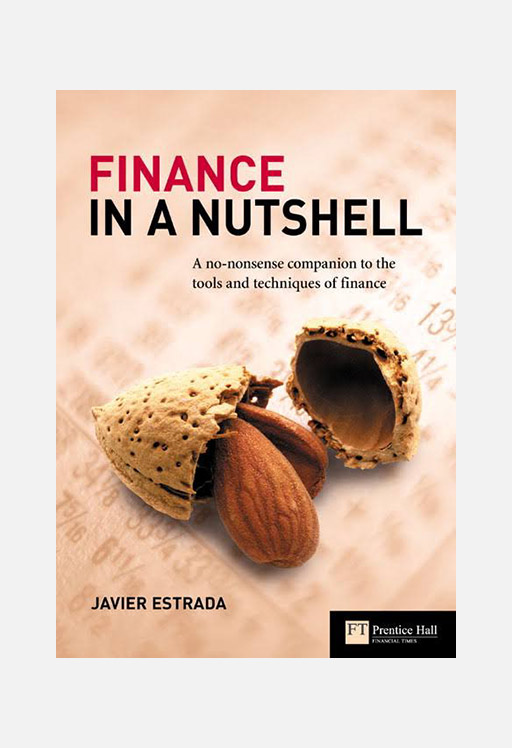 FINANCE
IN A NUTSHELL
A no-nonsense companion to the
tools and techniques of finance
JAVIER ESTRADA
FT Prentice Hall
FINANCIAL TIMES